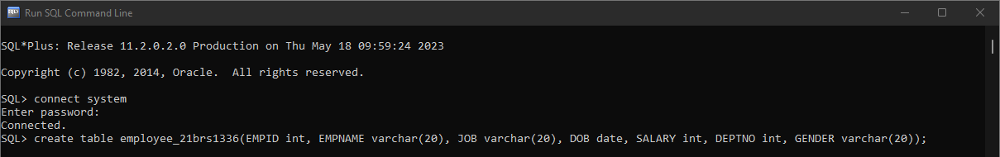 Run SQL Command Line
SQL*Plus: Release 11.2.0.2.0 Production on Thu May 18 09:59:24 2023
Copyright (c) 1982, 2014, Oracle.  All rights reserved.
SQL> connect system
Enter password:
Connected.
SQL> create table employee_21brs1336(EMPID int, EMPNAME varchar(20), JOB varchar(20), DOB date, SALARY int, DEPTNO int, GENDER varchar(20));